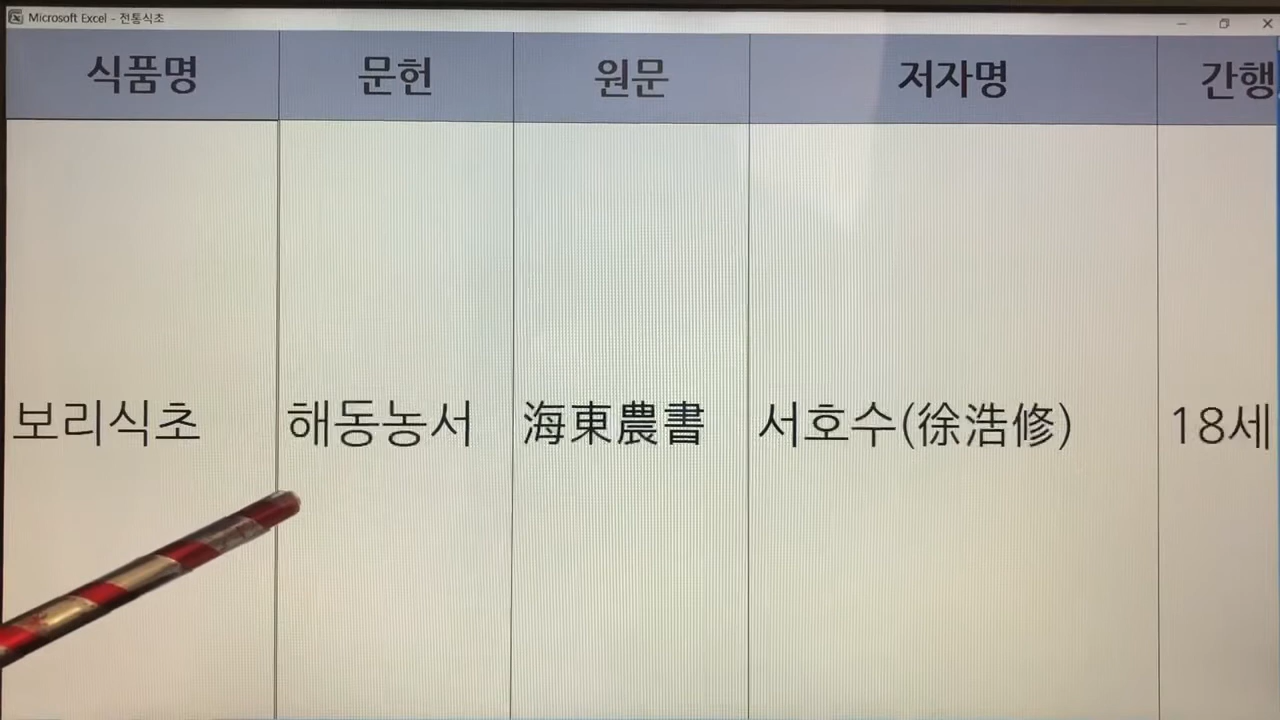 Microsoft Excel - 전통식초
식품명 문헌 원문 저자명 간행
보리식초 해동농서 海東農書 서호수(徐浩修) 18세